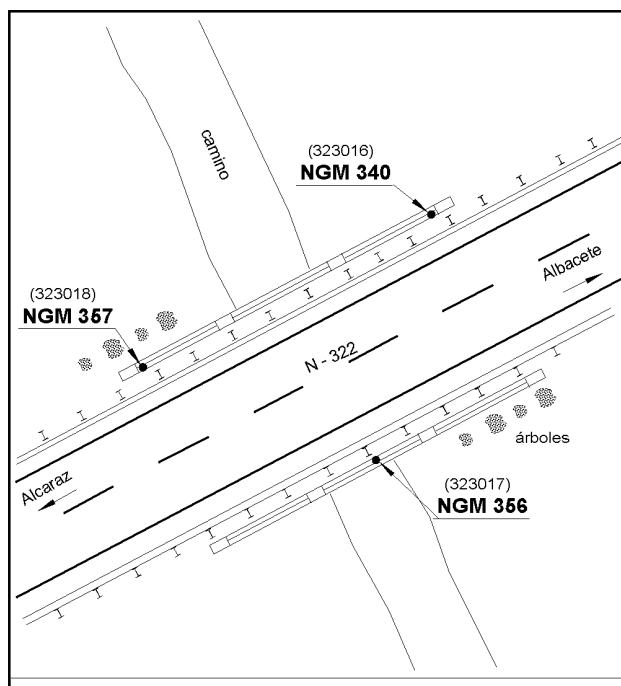 camino
(323016)
NGM 340
Albacete
(323018)
NGM 357
N - 322
árboles
Alcaraz
(323017)
NGM 356